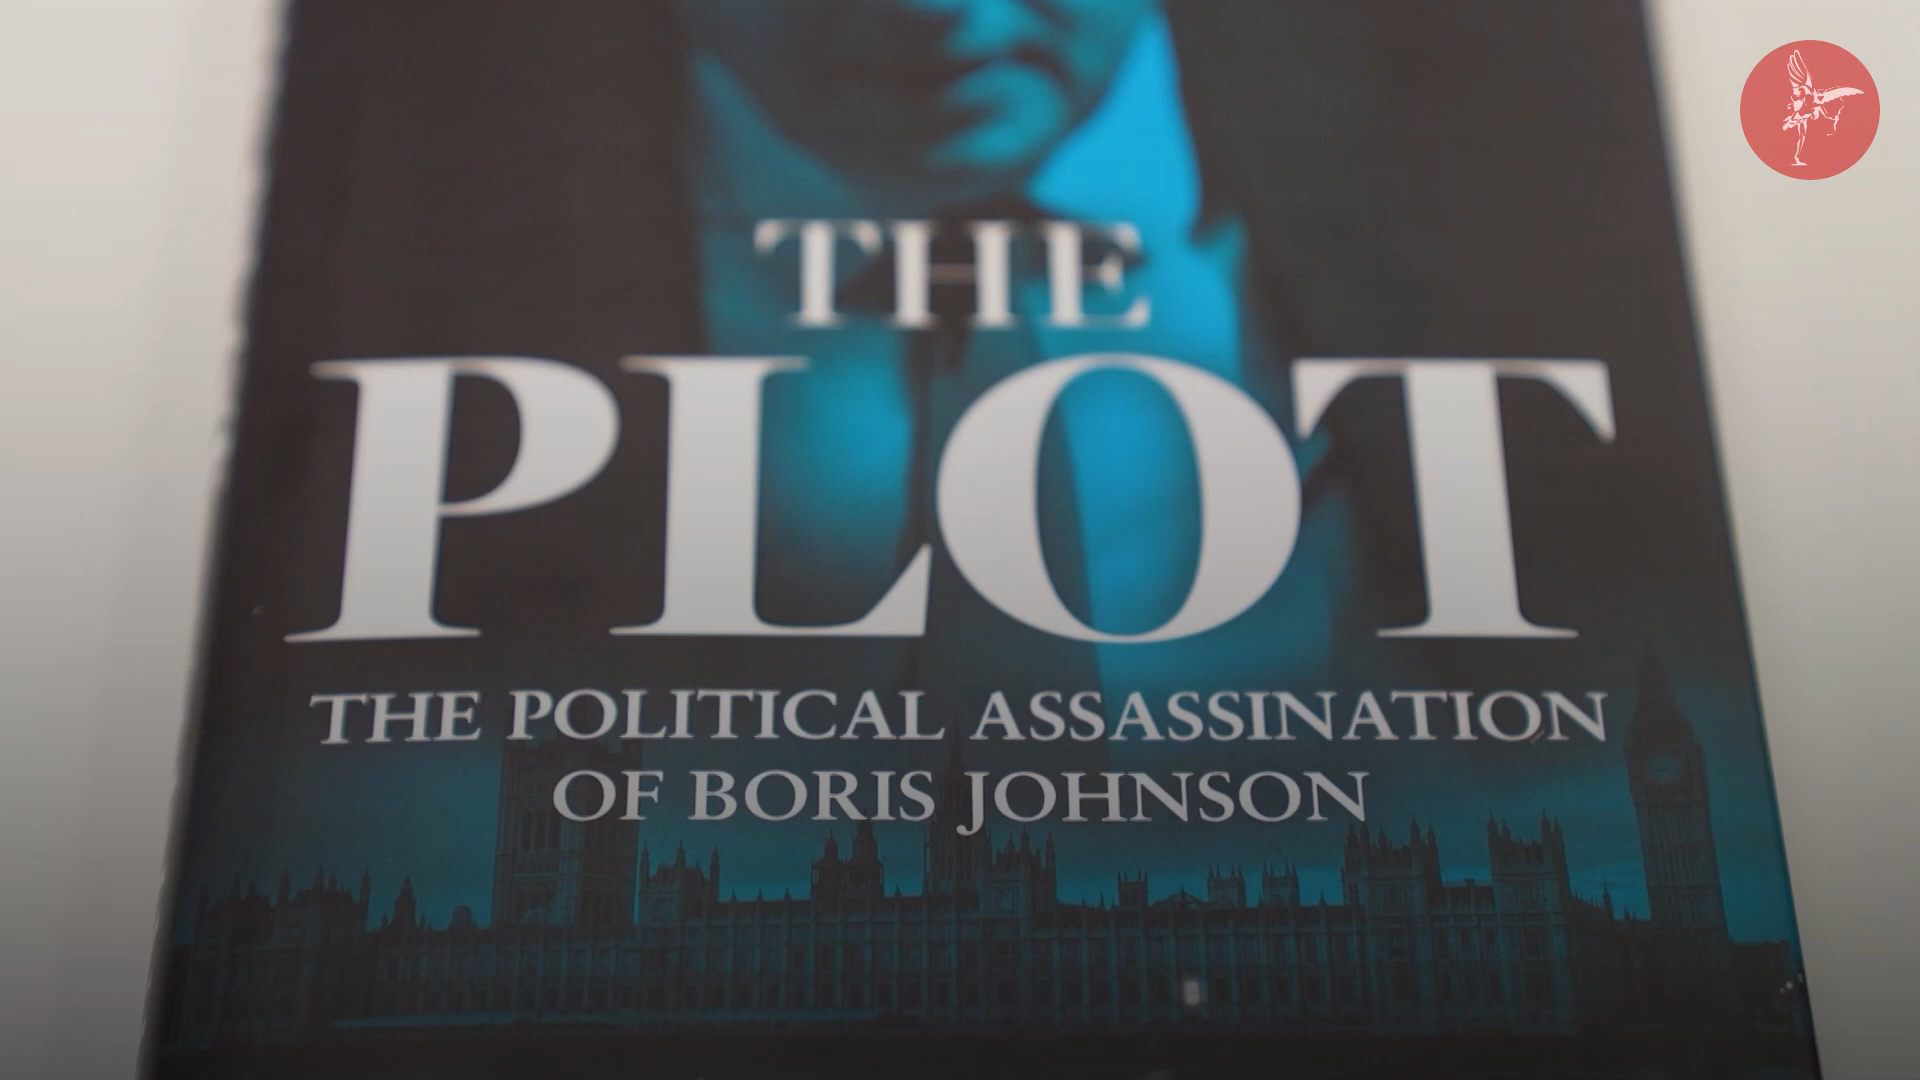 THE
PLOT
THE POLITICAL ASSASSINATION
OF BORIS JOHNSON